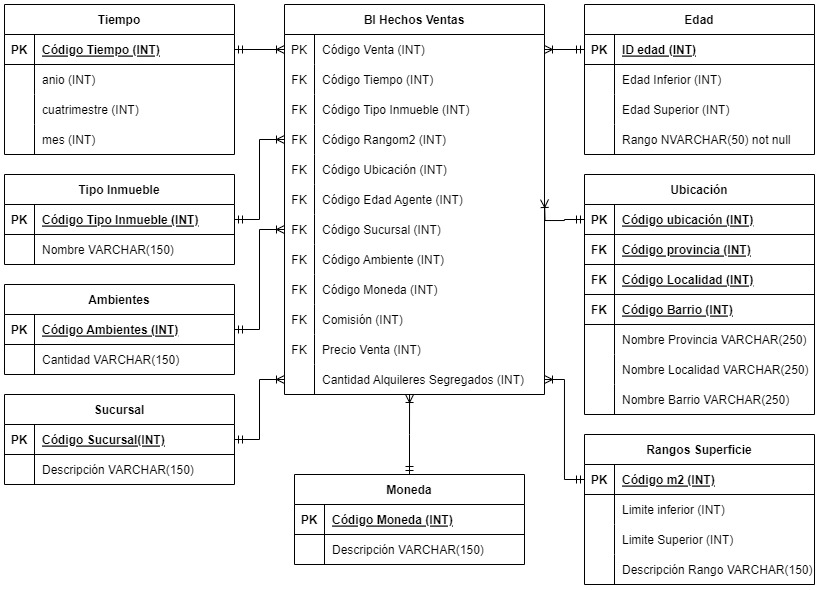 Tiempo
PK Código Tiempo (INT)
anio (INT)
cuatrimestre (INT)
mes (INT)
Tipo Inmueble
PK Código Tipo Inmueble (INT)
Nombre VARCHAR(150)
Ambientes
PK Código Ambientes (INT)
Cantidad VARCHAR(150)
Sucursal
PK Código Sucursal(INT)
Descripción VARCHAR(150)
BI Hechos Ventas
PK Código Venta (INT)
FK Código Tiempo (INT)
FK Código Tipo Inmueble (INT)
FK Código Rangom2 (INT)
FK Código Ubicación (INT)
FK Código Edad Agente (INT)
FK Código Sucursal (INT)
FK Código Ambiente (INT)
FK Código Moneda (INT)
FK Comisión (INT)
FK Precio Venta (INT)
Cantidad Alquileres Segregados (INT)
Moneda
PK Código Moneda (INT)
Descripción VARCHAR(150)
Edad
PK ID edad (INT)
Edad Inferior (INT)
Edad Superior (INT)
Rango NVARCHAR(50) not null
Ubicación
PK Código ubicación (INT)
FK Código provincia (INT)
FK Código Localidad (INT)
FK Código Barrio (INT)
Nombre Provincia VARCHAR(250)
Nombre Localidad VARCHAR(250)
Nombre Barrio VARCHAR(250)
Rangos Superficie
PK Código m2 (INT)
Limite inferior (INT)
Limite Superior (INT)
Descripción Rango VARCHAR(150)